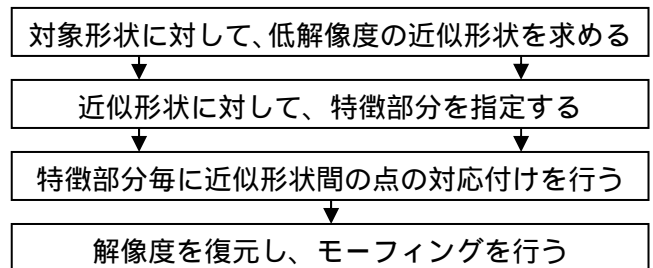 対象形状に対して、低解像度の近似形状を求める
近似形状に対して、特徴部分を指定する
特徴部分毎に近似形状間の点の対応付けを行う
解像度を復元し、モーフィングを行う